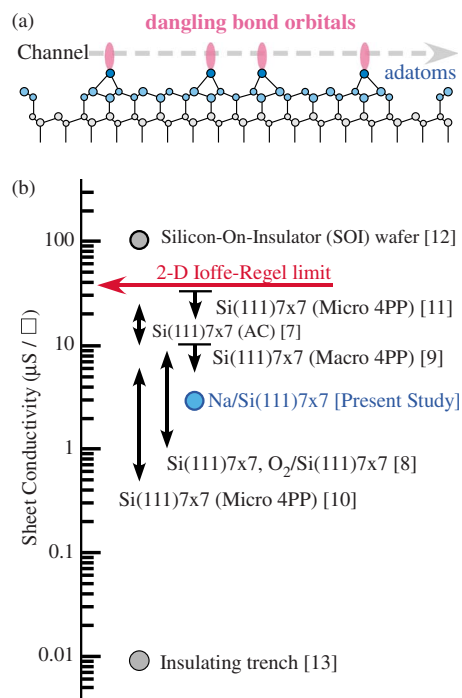 (a)
dangling bond orbitals
Channel
adatoms
(b)
100
Silicon-On-Insulator (SOI) wafer [12]
2-D Ioffe-Regel limit
Si(111)7x7 (Micro 4PP) [11]
Si(111)7x7 (AC) [7]
10
Si(111)7x7 (Macro 4PP) [9]
Na/Si(111)7x7 [Present Study]
1
Si(111)7x7, O₂/Si(111)7x7 [8]
Si(111)7x7 (Micro 4PP) [10]
0.1
0.01
Insulating trench [13]
Sheet Conductivity (μS / □)